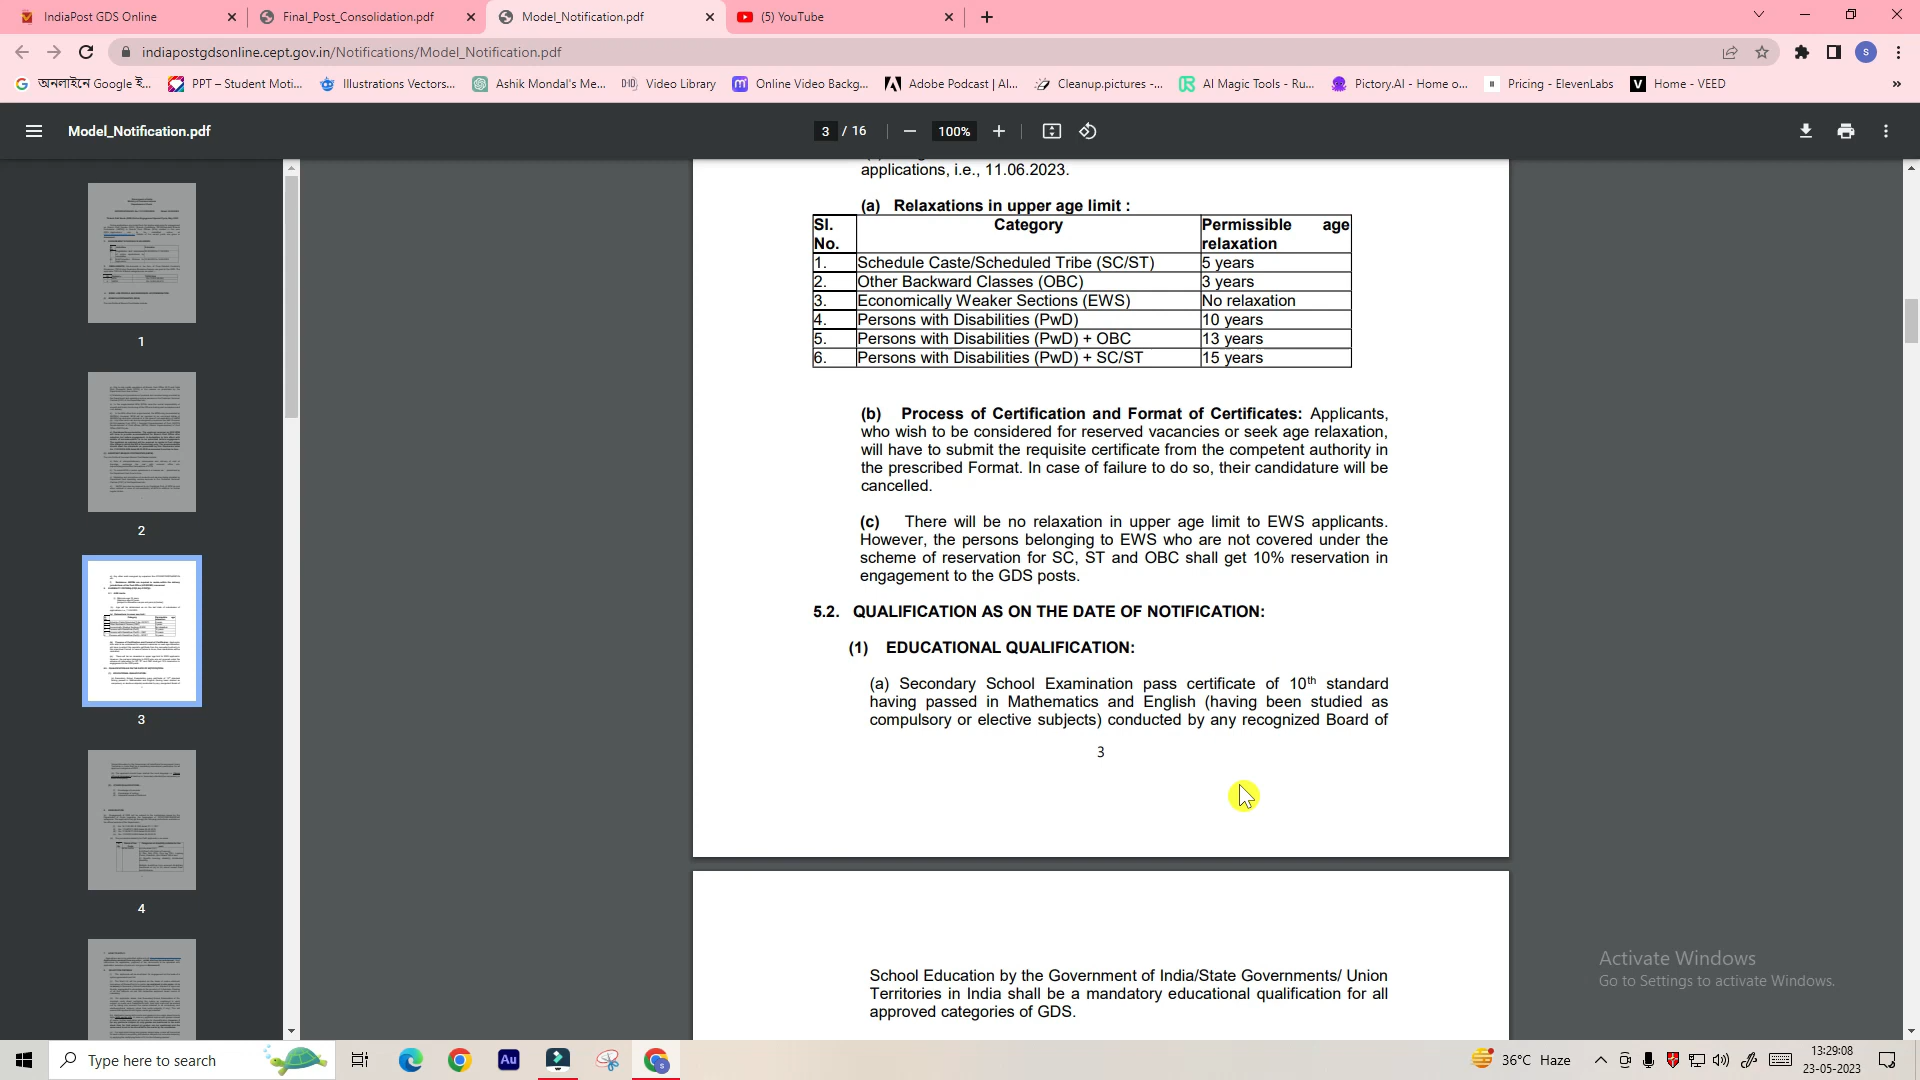 IndiaPost GDS Online
Final_Post_Consolidation.pdf
Model_Notification.pdf
(5) YouTube
indiapostgdsonline.cept.gov.in/Notifications/Model_Notification.pdf
S
অনলাইনে Google ই...
PPT – Student Moti...
Illustrations Vectors...
Ashik Mondal's Me...
Video Library
Online Video Backg...
Adobe Podcast | AI...
Cleanup.pictures -...
AI Magic Tools - Ru...
Pictory.AI - Home o...
Pricing - ElevenLabs
Home - VEED
Model_Notification.pdf
3 / 16
100%
1
2
3
4
applications, i.e., 11.06.2023.
(a) Relaxations in upper age limit :
Sl. No. Category Permissible age relaxation
1. Schedule Caste/Scheduled Tribe (SC/ST) 5 years
2. Other Backward Classes (OBC) 3 years
3. Economically Weaker Sections (EWS) No relaxation
4. Persons with Disabilities (PwD) 10 years
5. Persons with Disabilities (PwD) + OBC 13 years
6. Persons with Disabilities (PwD) + SC/ST 15 years
(b) Process of Certification and Format of Certificates: Applicants,
who wish to be considered for reserved vacancies or seek age relaxation,
will have to submit the requisite certificate from the competent authority in
the prescribed Format. In case of failure to do so, their candidature will be
cancelled.
(c) There will be no relaxation in upper age limit to EWS applicants.
However, the persons belonging to EWS who are not covered under the
scheme of reservation for SC, ST and OBC shall get 10% reservation in
engagement to the GDS posts.
5.2. QUALIFICATION AS ON THE DATE OF NOTIFICATION:
(1) EDUCATIONAL QUALIFICATION:
(a) Secondary School Examination pass certificate of 10th standard
having passed in Mathematics and English (having been studied as
compulsory or elective subjects) conducted by any recognized Board of
3
School Education by the Government of India/State Governments/ Union
Territories in India shall be a mandatory educational qualification for all
approved categories of GDS.
Activate Windows
Go to Settings to activate Windows.
Type here to search
Au
36°C Haze
13:29:08
23-05-2023